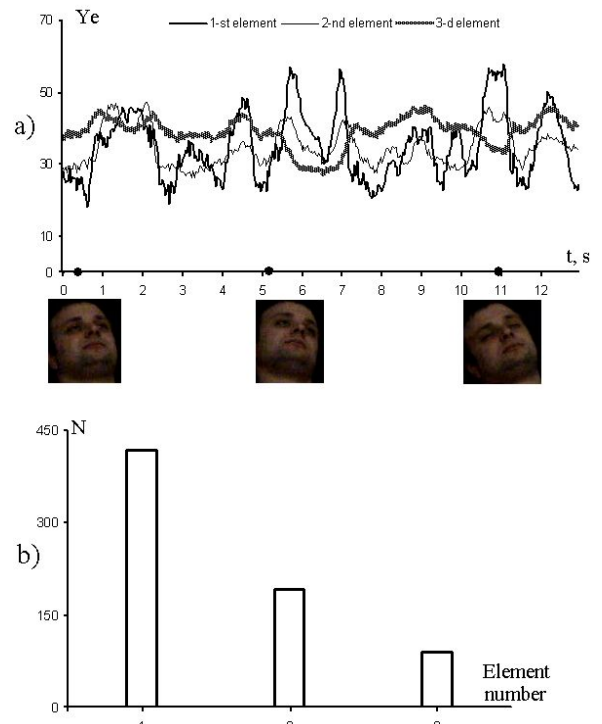 Ye
1-st element 2-nd element 3-d element
70
50
a)
30
10
0
t, s
0 1 2 3 4 5 6 7 8 9 10 11 12
450
N
300
b)
150
0
Element
number